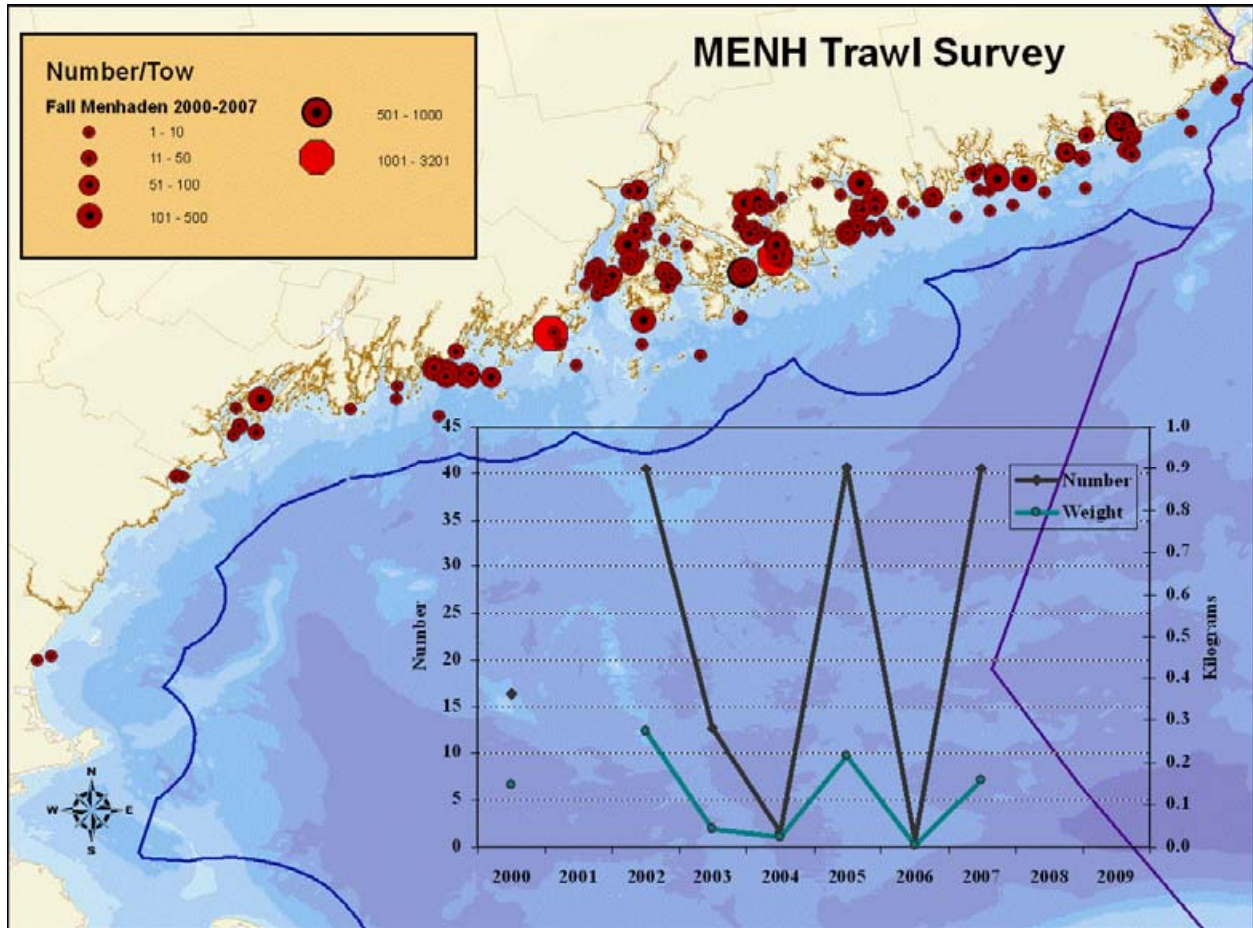 MENH Trawl Survey
Number/Tow
Fall Menhaden 2000-2007
1 - 10
11 - 50
51 - 100
101 - 500
501 - 1000
1001 - 3201
45
40
35
30
25
20
15
10
5
0
Number
1.0
0.9
0.8
0.7
0.6
0.5
0.4
0.3
0.2
0.1
0.0
Kilograms
Number
Weight
2000 2001 2002 2003 2004 2005 2006 2007 2008 2009
N
W E
S